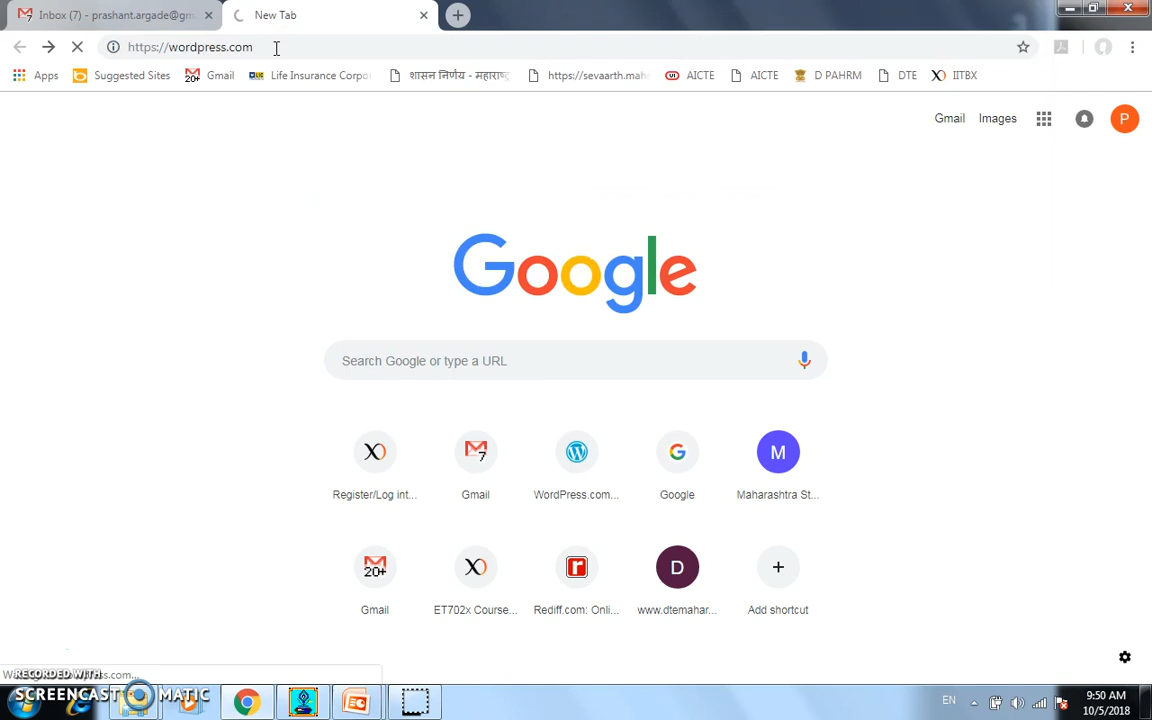 Inbox (7) - prashant.argade@gm
New Tab
https://wordpress.com
Apps
Suggested Sites
Gmail
Life Insurance Corpo
शासन निर्णय - महाराष्ट्र
https://sevaarth.mah
AICTE
AICTE
D PAHRM
DTE
IITBX
Gmail
Images
P
Google
Search Google or type a URL
Register/Log int...
Gmail
WordPress.com...
Google
M
Maharashtra St...
20+
Gmail
ET702x Course...
Rediff.com: Onli...
D
www.dtemahar...
Add shortcut
RECORDED WITH
SCREENCAST MATIC
EN
9:50 AM
10/5/2018